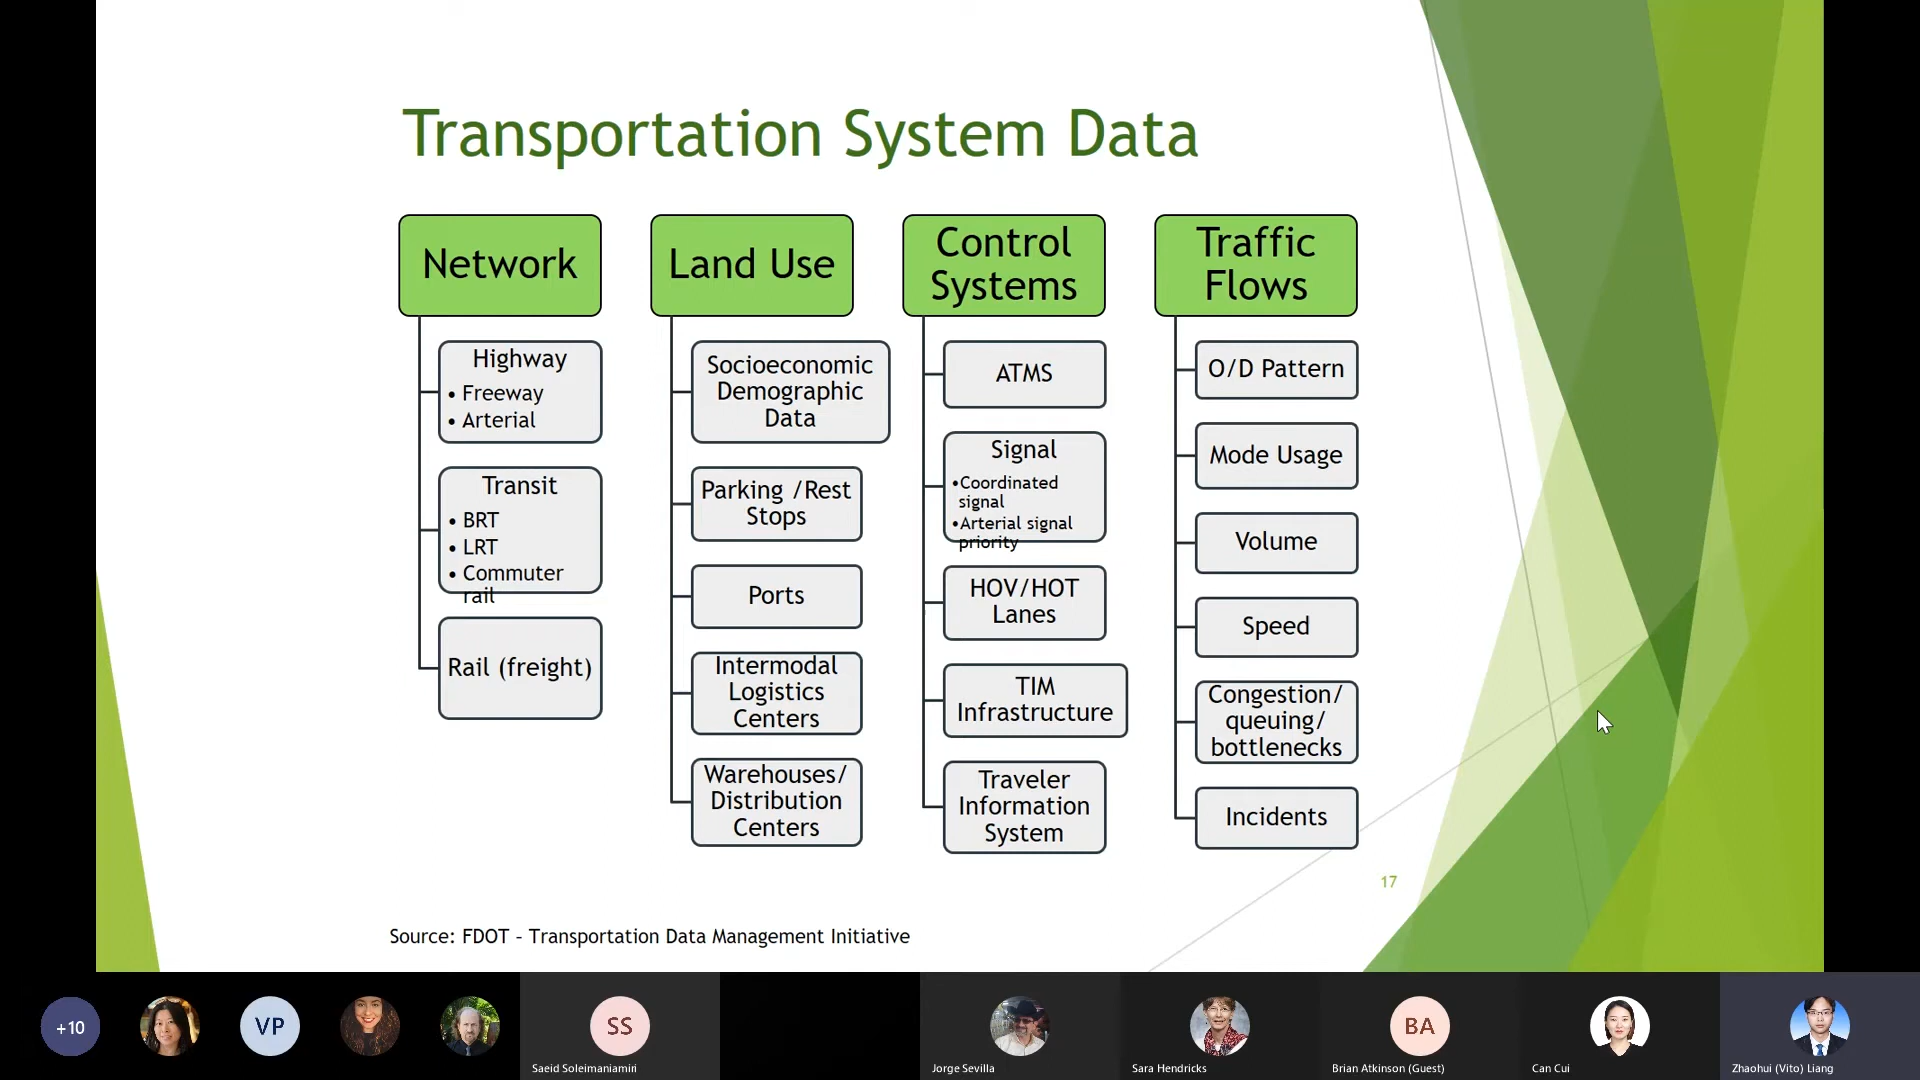 Transportation System Data
Network
Highway
• Freeway
• Arterial
Transit
• BRT
• LRT
• Commuter
rail
Rail (freight)
Land Use
Socioeconomic
Demographic
Data
Parking /Rest
Stops
Ports
Intermodal
Logistics
Centers
Warehouses/
Distribution
Centers
Control
Systems
ATMS
Signal
•Coordinated
signal
•Arterial signal
priority
HOV/HOT
Lanes
TIM
Infrastructure
Traveler
Information
System
Traffic
Flows
O/D Pattern
Mode Usage
Volume
Speed
Congestion/
queuing/
bottlenecks
Incidents
17
Source: FDOT – Transportation Data Management Initiative
+10
VP
SS
Saeid Soleimaniamiri
Jorge Sevilla
Sara Hendricks
BA
Brian Atkinson (Guest)
Can Cui
Zhaohui (Vito) Liang